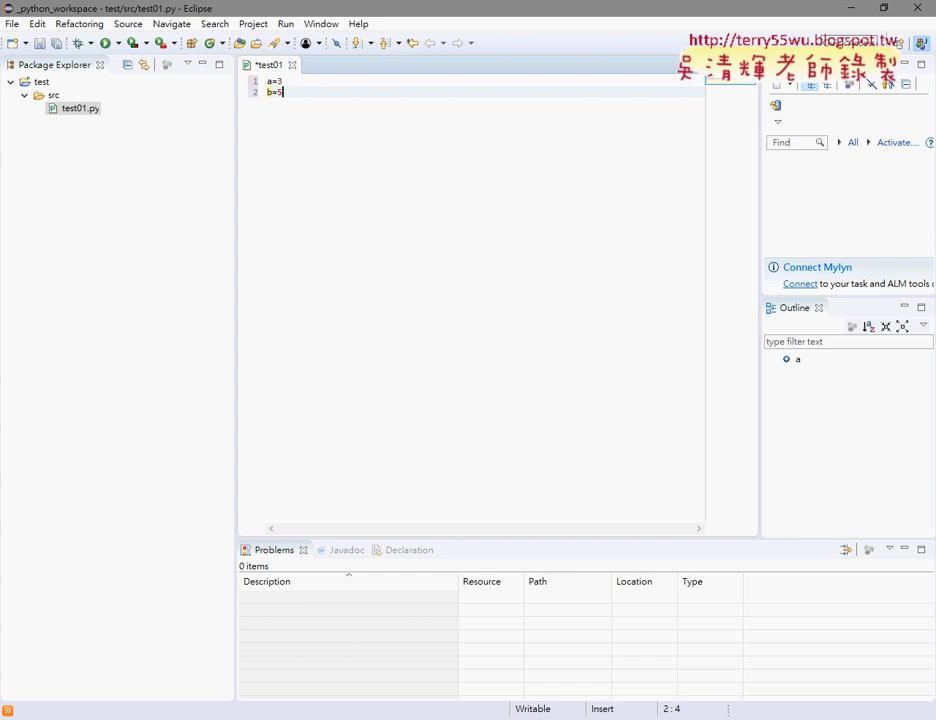 _python_workspace - test/src/test01.py - Eclipse
File Edit Refactoring Source Navigate Search Project Run Window Help
http://terry55wu.blogspot.tw
吳清輝老師錄製
Package Explorer
*test01
test
src
test01.py
1 a=3
2 b=5
Find
All
Activate....
Connect Mylyn
Connect to your task and ALM tools
Outline
type filter text
a
Problems Javadoc Declaration
0 items
Description Resource Path Location Type
Writable Insert 2 : 4